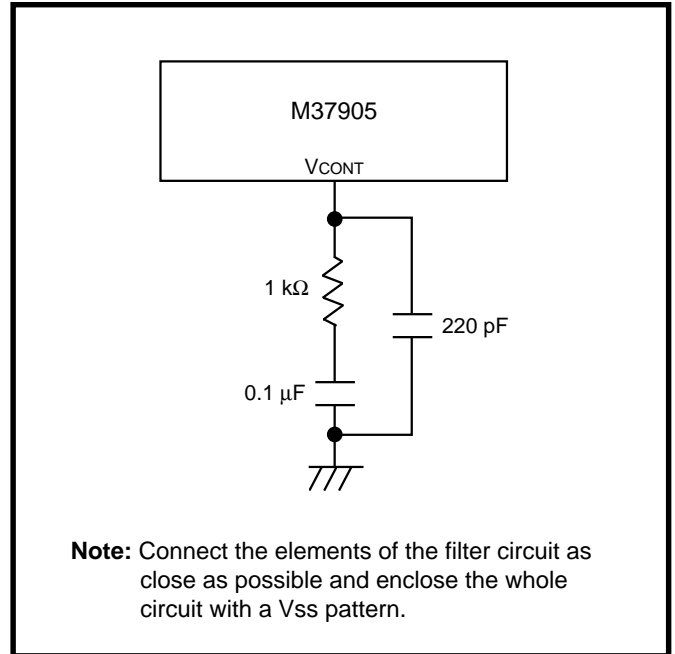 M37905
VCONT
1 kΩ
220 pF
0.1 µF
Note: Connect the elements of the filter circuit as
close as possible and enclose the whole
circuit with a Vss pattern.